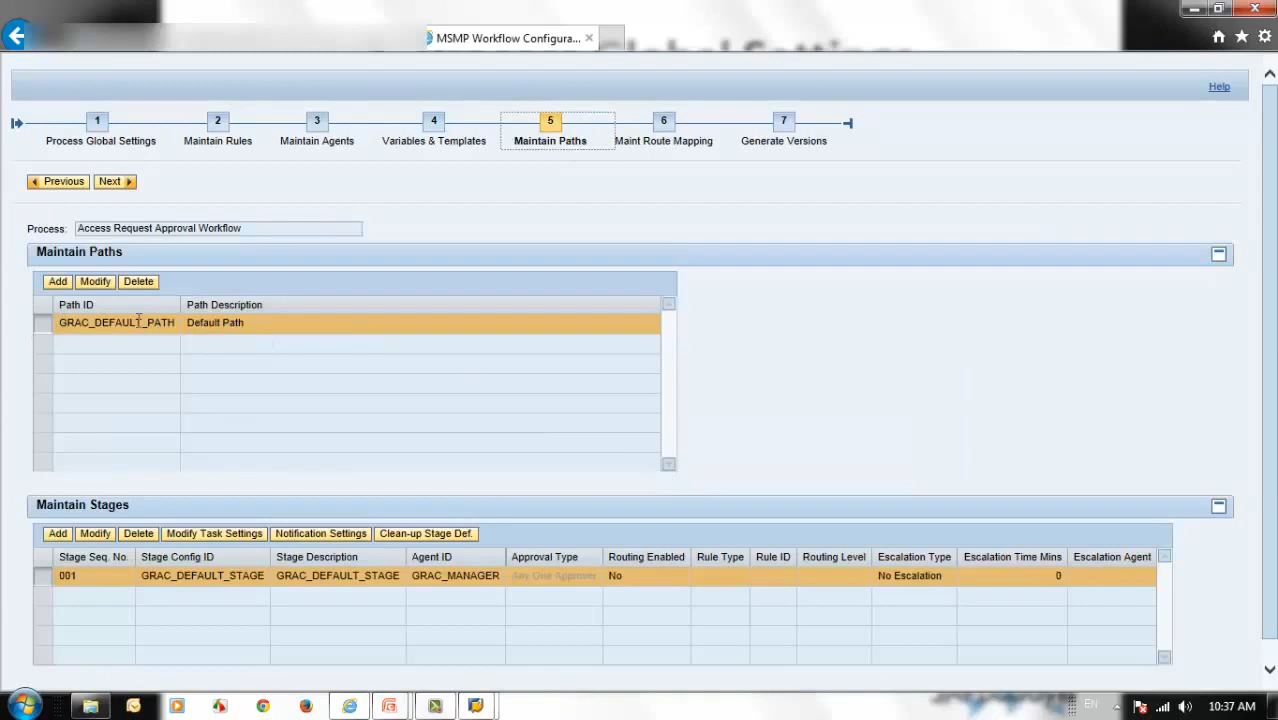 MSMP Workflow Configura...
Help
1 2 3 4 5 6 7
Process Global Settings Maintain Rules Maintain Agents Variables & Templates Maintain Paths Maint Route Mapping Generate Versions
Previous Next
Process: Access Request Approval Workflow
Maintain Paths
Add Modify Delete
Path ID Path Description
GRAC_DEFAULT_PATH Default Path
Maintain Stages
Add Modify Delete Modify Task Settings Notification Settings Clean-up Stage Def.
Stage Seq. No. Stage Config ID Stage Description Agent ID Approval Type Routing Enabled Rule Type Rule ID Routing Level Escalation Type Escalation Time Mins Escalation Agent
001 GRAC_DEFAULT_STAGE GRAC_DEFAULT_STAGE GRAC_MANAGER Any One Approver No No Escalation 0
EN 10:37 AM